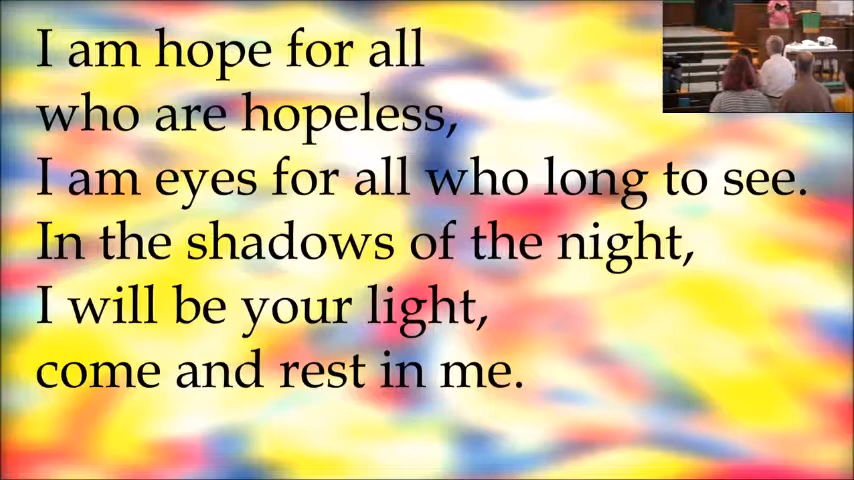 I am hope for all
who are hopeless,
I am eyes for all who long to see.
In the shadows of the night,
I will be your light,
come and rest in me.